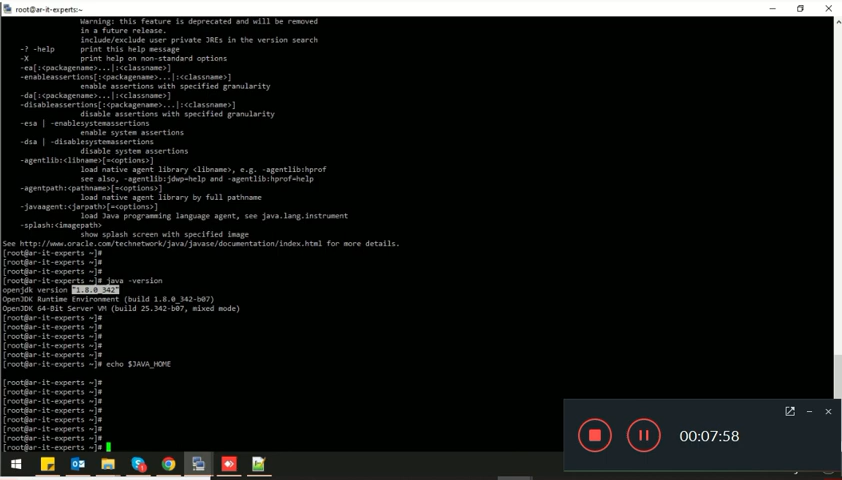 root@ar-it-experts:~
Warning: this feature is deprecated and will be removed
in a future release.
include/exclude user private JREs in the version search
-? -help      print this help message
-X            print help on non-standard options
-ea[:<packagename>...|:<classname>]
-enableassertions[:<packagename>...|:<classname>]
enable assertions with specified granularity
-da[:<packagename>...|:<classname>]
-disableassertions[:<packagename>...|:<classname>]
disable assertions with specified granularity
-esa | -enablesystemassertions
enable system assertions
-dsa | -disablesystemassertions
disable system assertions
-agentlib:<libname>[=<options>]
load native agent library <libname>, e.g. -agentlib:hprof
see also, -agentlib:jdwp=help and -agentlib:hprof=help
-agentpath:<pathname>[=<options>]
load native agent library by full pathname
-javaagent:<jarpath>[=<options>]
load Java programming language agent, see java.lang.instrument
-splash:<imagepath>
show splash screen with specified image
See http://www.oracle.com/technetwork/java/javase/documentation/index.html for more details.
[root@ar-it-experts ~]#
[root@ar-it-experts ~]#
[root@ar-it-experts ~]#
[root@ar-it-experts ~]# java -version
openjdk version "1.8.0_342"
OpenJDK Runtime Environment (build 1.8.0_342-b07)
OpenJDK 64-Bit Server VM (build 25.342-b07, mixed mode)
[root@ar-it-experts ~]#
[root@ar-it-experts ~]#
[root@ar-it-experts ~]#
[root@ar-it-experts ~]#
[root@ar-it-experts ~]#
[root@ar-it-experts ~]# echo $JAVA_HOME
[root@ar-it-experts ~]#
[root@ar-it-experts ~]#
[root@ar-it-experts ~]#
[root@ar-it-experts ~]#
[root@ar-it-experts ~]#
[root@ar-it-experts ~]#
[root@ar-it-experts ~]#
[root@ar-it-experts ~]#
00:07:58